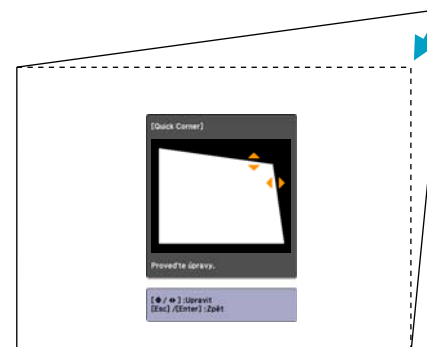 [Quick Corner]
Proveďte úpravy.
[⬍ / ⬌] :Upravit
[Esc] /[Enter] :Zpět